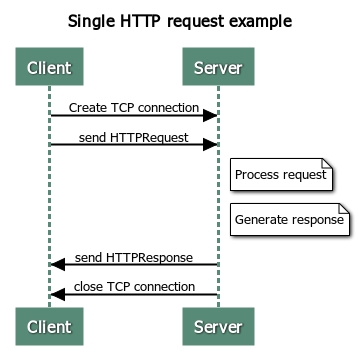 Single HTTP request example
Client
Server
Create TCP connection
send HTTPRequest
Process request
Generate response
send HTTPResponse
close TCP connection
Client
Server